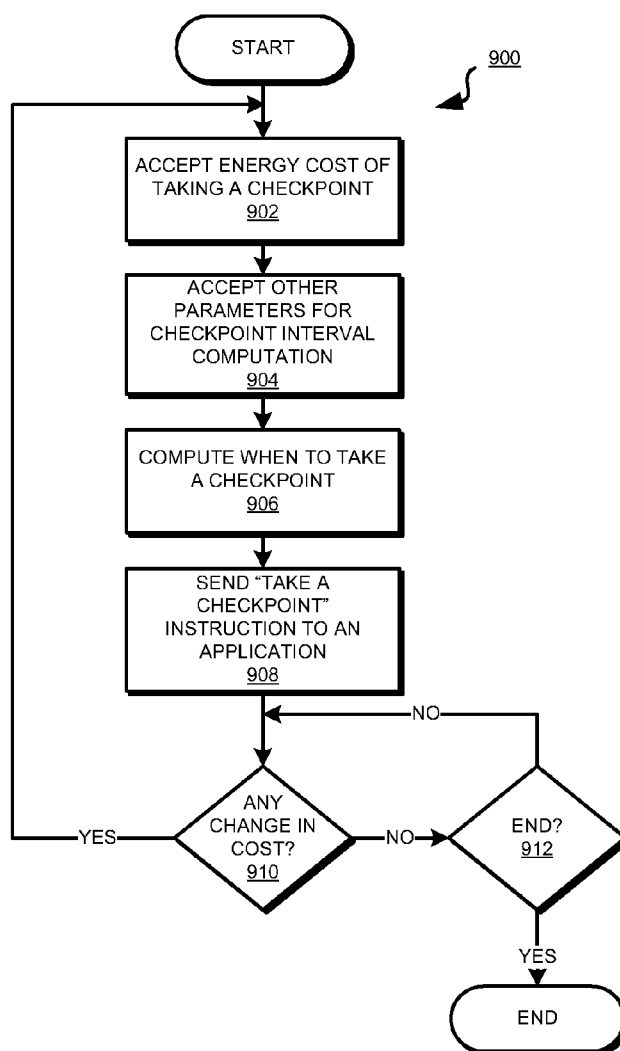 START
900
ACCEPT ENERGY COST OF
TAKING A CHECKPOINT
902
ACCEPT OTHER
PARAMETERS FOR
CHECKPOINT INTERVAL
COMPUTATION
904
COMPUTE WHEN TO TAKE
A CHECKPOINT
906
SEND “TAKE A
CHECKPOINT”
INSTRUCTION TO AN
APPLICATION
908
NO
ANY
CHANGE IN
COST?
910
YES
NO
END?
912
YES
END